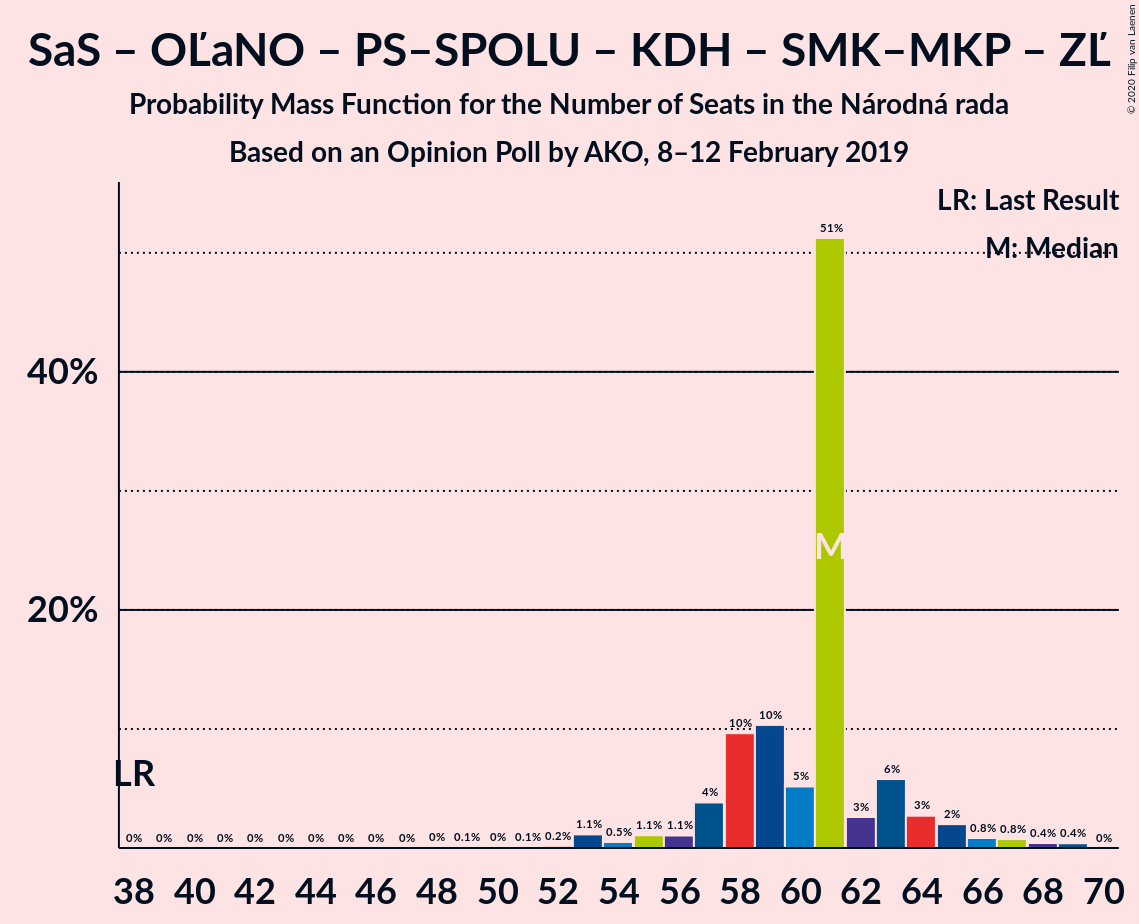 SaS – OĽaNO – PS–SPOLU – KDH – SMK–MKP – ZĽ
Probability Mass Function for the Number of Seats in the Národná rada
Based on an Opinion Poll by AKO, 8–12 February 2019
© 2020 Filip van Laenen
LR: Last Result
M: Median
40%
20%
LR
M
0% 0% 0% 0% 0% 0% 0% 0% 0% 0% 0% 0.1% 0% 0.1% 0.2% 1.1% 0.5% 1.1% 1.1% 4% 10% 10% 5% 51% 3% 6% 3% 2% 0.8% 0.8% 0.4% 0.4% 0%
38 40 42 44 46 48 50 52 54 56 58 60 62 64 66 68 70